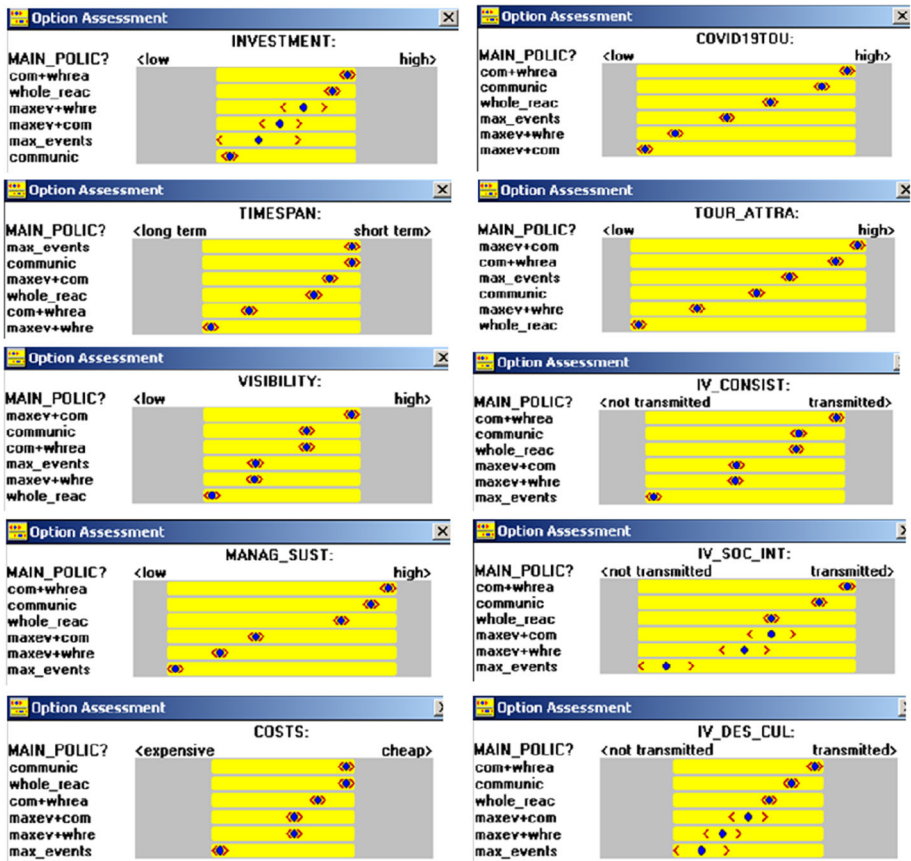 Option Assessment
INVESTMENT:
MAIN_POLIC? <low high>
com+whrea
whole_reac
maxev+whre
maxev+com
max_events
communic
Option Assessment
COVID19TOU:
MAIN_POLIC? <low high>
com+whrea
communic
whole_reac
max_events
maxev+whre
maxev+com
Option Assessment
TIMESPAN:
MAIN_POLIC? <long term short term>
max_events
communic
maxev+com
whole_reac
com+whrea
maxev+whre
Option Assessment
TOUR_ATTRA:
MAIN_POLIC? <low high>
maxev+com
com+whrea
max_events
communic
maxev+whre
whole_reac
Option Assessment
VISIBILITY:
MAIN_POLIC? <low high>
maxev+com
communic
com+whrea
max_events
maxev+whre
whole_reac
Option Assessment
IV_CONSIST:
MAIN_POLIC? <not transmitted transmitted>
com+whrea
communic
whole_reac
maxev+com
maxev+whre
max_events
Option Assessment
MANAG_SUST:
MAIN_POLIC? <low high>
com+whrea
communic
whole_reac
maxev+com
maxev+whre
max_events
Option Assessment
IV_SOC_INT:
MAIN_POLIC? <not transmitted transmitted>
com+whrea
communic
whole_reac
maxev+com
maxev+whre
max_events
Option Assessment
COSTS:
MAIN_POLIC? <expensive cheap>
communic
whole_reac
com+whrea
maxev+com
maxev+whre
max_events
Option Assessment
IV_DES_CUL:
MAIN_POLIC? <not transmitted transmitted>
com+whrea
communic
whole_reac
maxev+com
maxev+whre
max_events